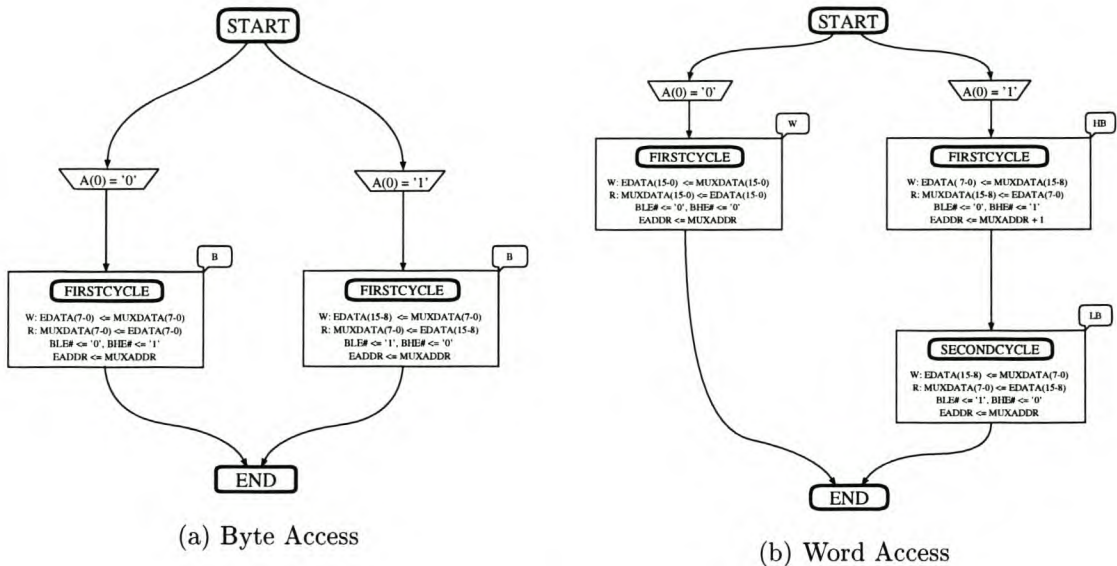 START
A(0) = '0'
A(0) = '1'
B
FIRSTCYCLE
W: EDATA(7-0) <= MUXDATA(7-0)
R: MUXDATA(7-0) <= EDATA(7-0)
BLE# <= '0', BHE# <= '1'
EADDR <= MUXADDR
B
FIRSTCYCLE
W: EDATA(15-8) <= MUXDATA(7-0)
R: MUXDATA(7-0) <= EDATA(15-8)
BLE# <= '1', BHE# <= '0'
EADDR <= MUXADDR
END
(a) Byte Access
START
A(0) = '0'
A(0) = '1'
W
FIRSTCYCLE
W: EDATA(15-0) <= MUXDATA(15-0)
R: MUXDATA(15-0) <= EDATA(15-0)
BLE# <= '0', BHE# <= '0'
EADDR <= MUXADDR
HB
FIRSTCYCLE
W: EDATA( 7-0) <= MUXDATA(15-8)
R: MUXDATA(15-8) <= EDATA(7-0)
BLE# <= '0', BHE# <= '1'
EADDR <= MUXADDR + 1
LB
SECONDCYCLE
W: EDATA(15-8) <= MUXDATA(7-0)
R: MUXDATA(7-0) <= EDATA(15-8)
BLE# <= '1', BHE# <= '0'
EADDR <= MUXADDR
END
(b) Word Access